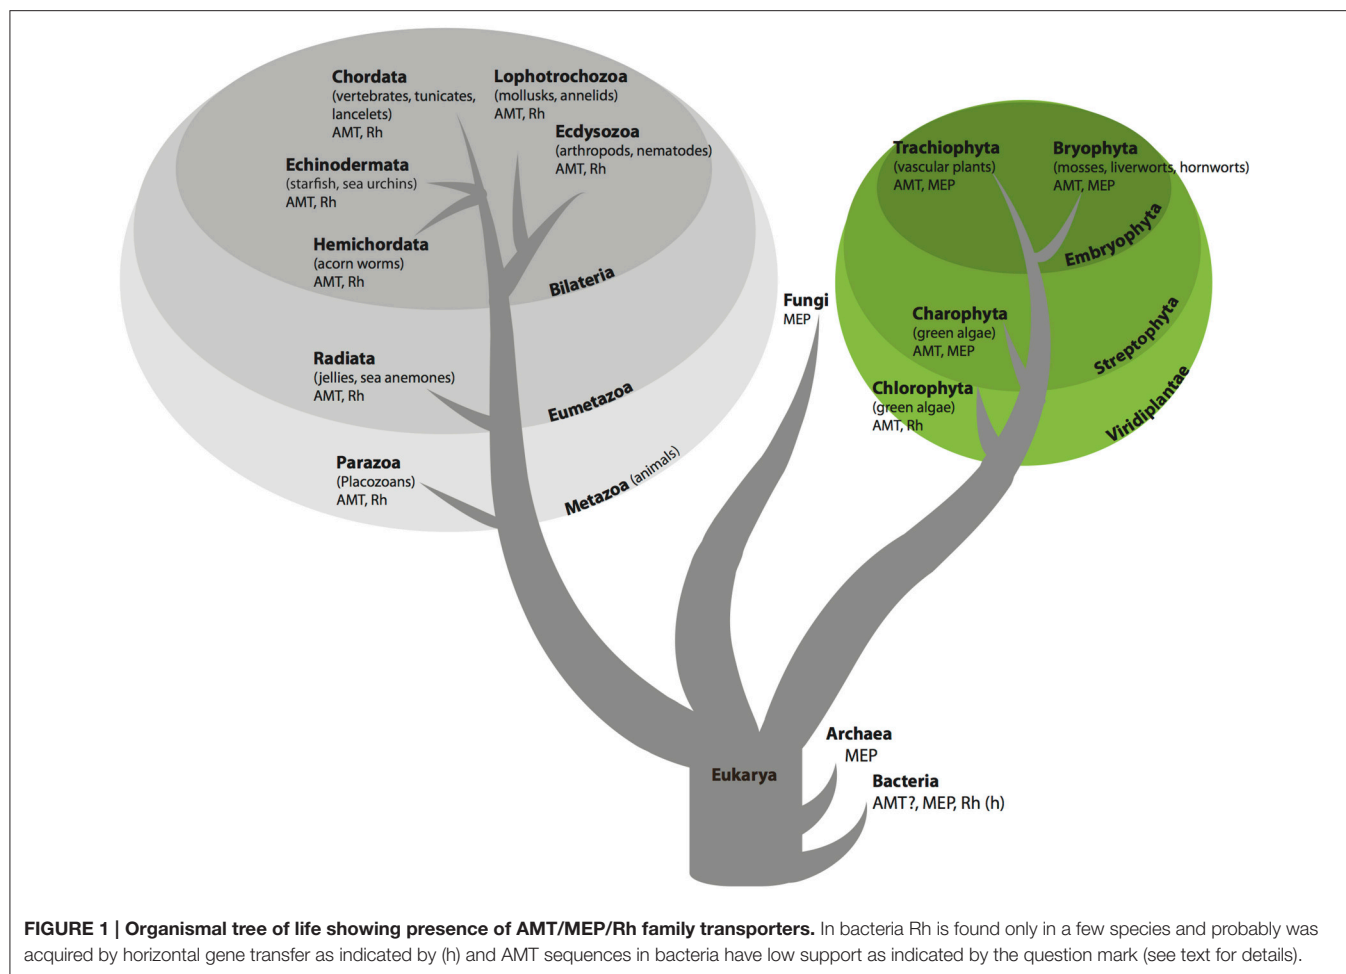 Chordata
(vertebrates, tunicates,
lancelets)
AMT, Rh
Lophotrochozoa
(mollusks, annelids)
AMT, Rh
Ecdysozoa
(arthropods, nematodes)
AMT, Rh
Echinodermata
(starfish, sea urchins)
AMT, Rh
Hemichordata
(acorn worms)
AMT, Rh
Bilateria
Radiata
(jellies, sea anemones)
AMT, Rh
Eumetazoa
Parazoa
(Placozoans)
AMT, Rh
Metazoa (animals)
Fungi
MEP
Trachiophyta
(vascular plants)
AMT, MEP
Bryophyta
(mosses, liverworts, hornworts)
AMT, MEP
Embryophyta
Charophyta
(green algae)
AMT, MEP
Streptophyta
Chlorophyta
(green algae)
AMT, Rh
Viridiplantae
Archaea
MEP
Eukarya
Bacteria
AMT?, MEP, Rh (h)
FIGURE 1 | Organismal tree of life showing presence of AMT/MEP/Rh family transporters. In bacteria Rh is found only in a few species and probably was
acquired by horizontal gene transfer as indicated by (h) and AMT sequences in bacteria have low support as indicated by the question mark (see text for details).